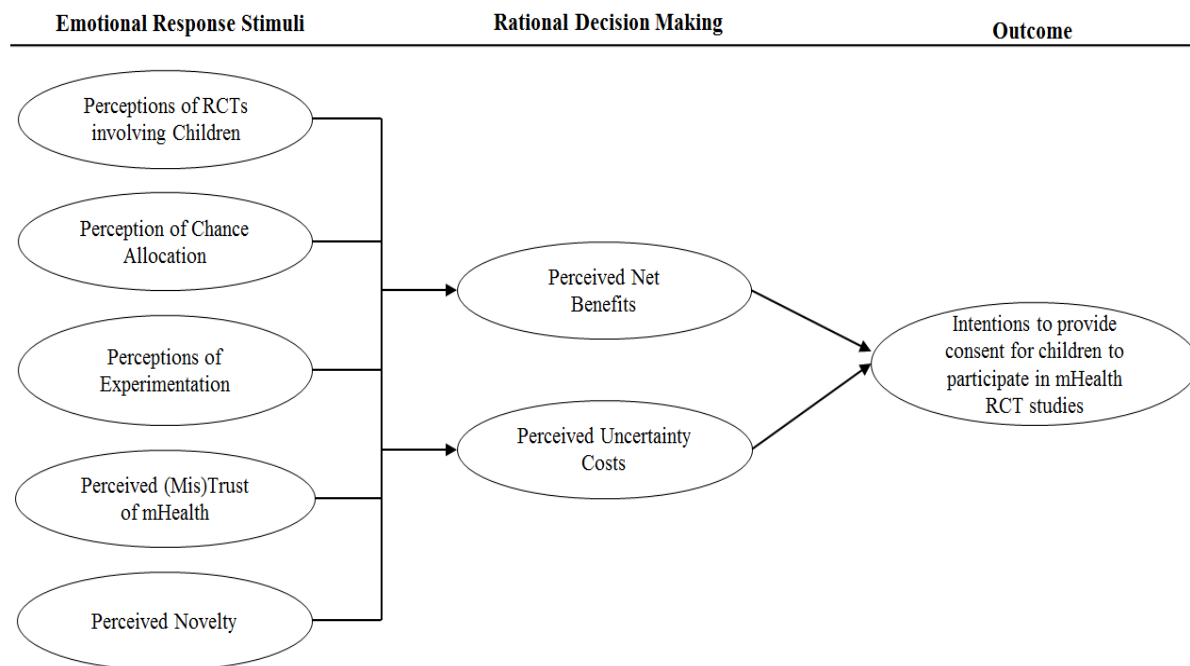 Emotional Response Stimuli
Rational Decision Making
Outcome
Perceptions of RCTs
involving Children
Perception of Chance
Allocation
Perceptions of
Experimentation
Perceived (Mis)Trust
of mHealth
Perceived Novelty
Perceived Net
Benefits
Perceived Uncertainty
Costs
Intentions to provide
consent for children to
participate in mHealth
RCT studies